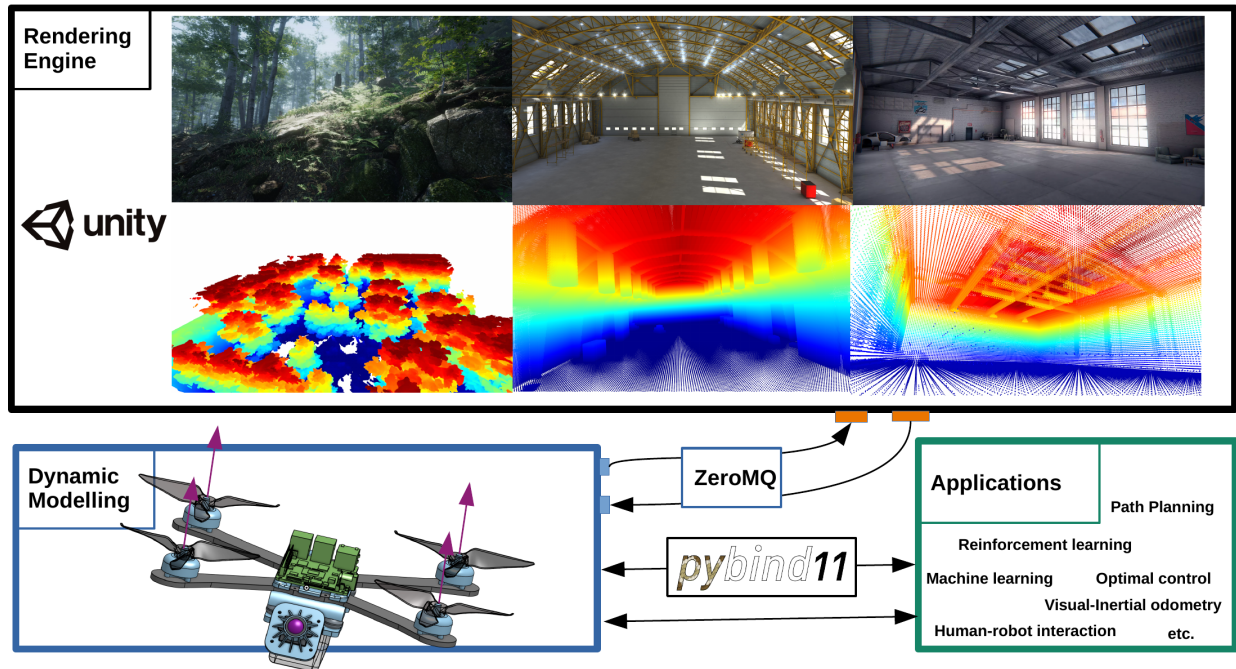 Rendering
Engine
unity
Dynamic
Modelling
ZeroMQ
pybind11
Applications
Path Planning
Reinforcement learning
Machine learning
Optimal control
Visual-Inertial odometry
Human-robot interaction
etc.